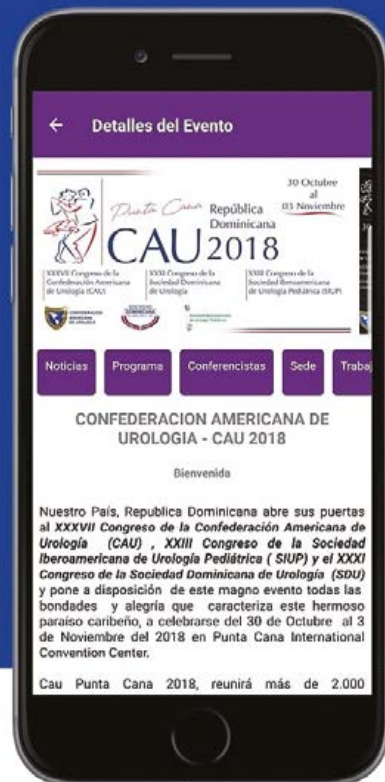 ← Detalles del Evento
30 Octubre
al
03 Noviembre
Punta Cana República
Dominicana
CAU 2018
XXXVII Congreso de la
Confederación Americana
de Urología (CAU)
XXXI Congreso de la
Sociedad Dominicana
de Urología
XXIII Congreso de la
Sociedad Iberoamericana
de Urología Pediátrica (SIUP)
Noticias Programa Conferencistas Sede Trabaj
CONFEDERACION AMERICANA DE
UROLOGIA - CAU 2018
Bienvenida
Nuestro País, Republica Dominicana abre sus puertas
al XXXVII Congreso de la Confederación Americana de
Urología (CAU) , XXIII Congreso de la Sociedad
Iberoamericana de Urología Pediátrica ( SIUP) y el XXXI
Congreso de la Sociedad Dominicana de Urología (SDU)
y pone a disposición de este magno evento todas las
bondades y alegría que caracteriza este hermoso
paraíso caribeño, a celebrarse del 30 de Octubre al 3
de Noviembre del 2018 en Punta Cana International
Convention Center.
Cau Punta Cana 2018, reunirá más de 2.000